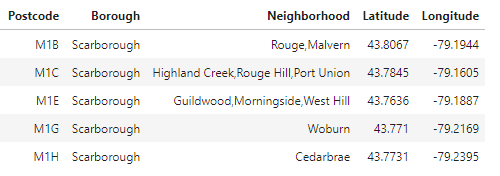 Postcode Borough Neighborhood Latitude Longitude
M1B Scarborough Rouge,Malvern 43.8067 -79.1944
M1C Scarborough Highland Creek,Rouge Hill,Port Union 43.7845 -79.1605
M1E Scarborough Guildwood,Morningside,West Hill 43.7636 -79.1887
M1G Scarborough Woburn 43.771 -79.2169
M1H Scarborough Cedarbrae 43.7731 -79.2395